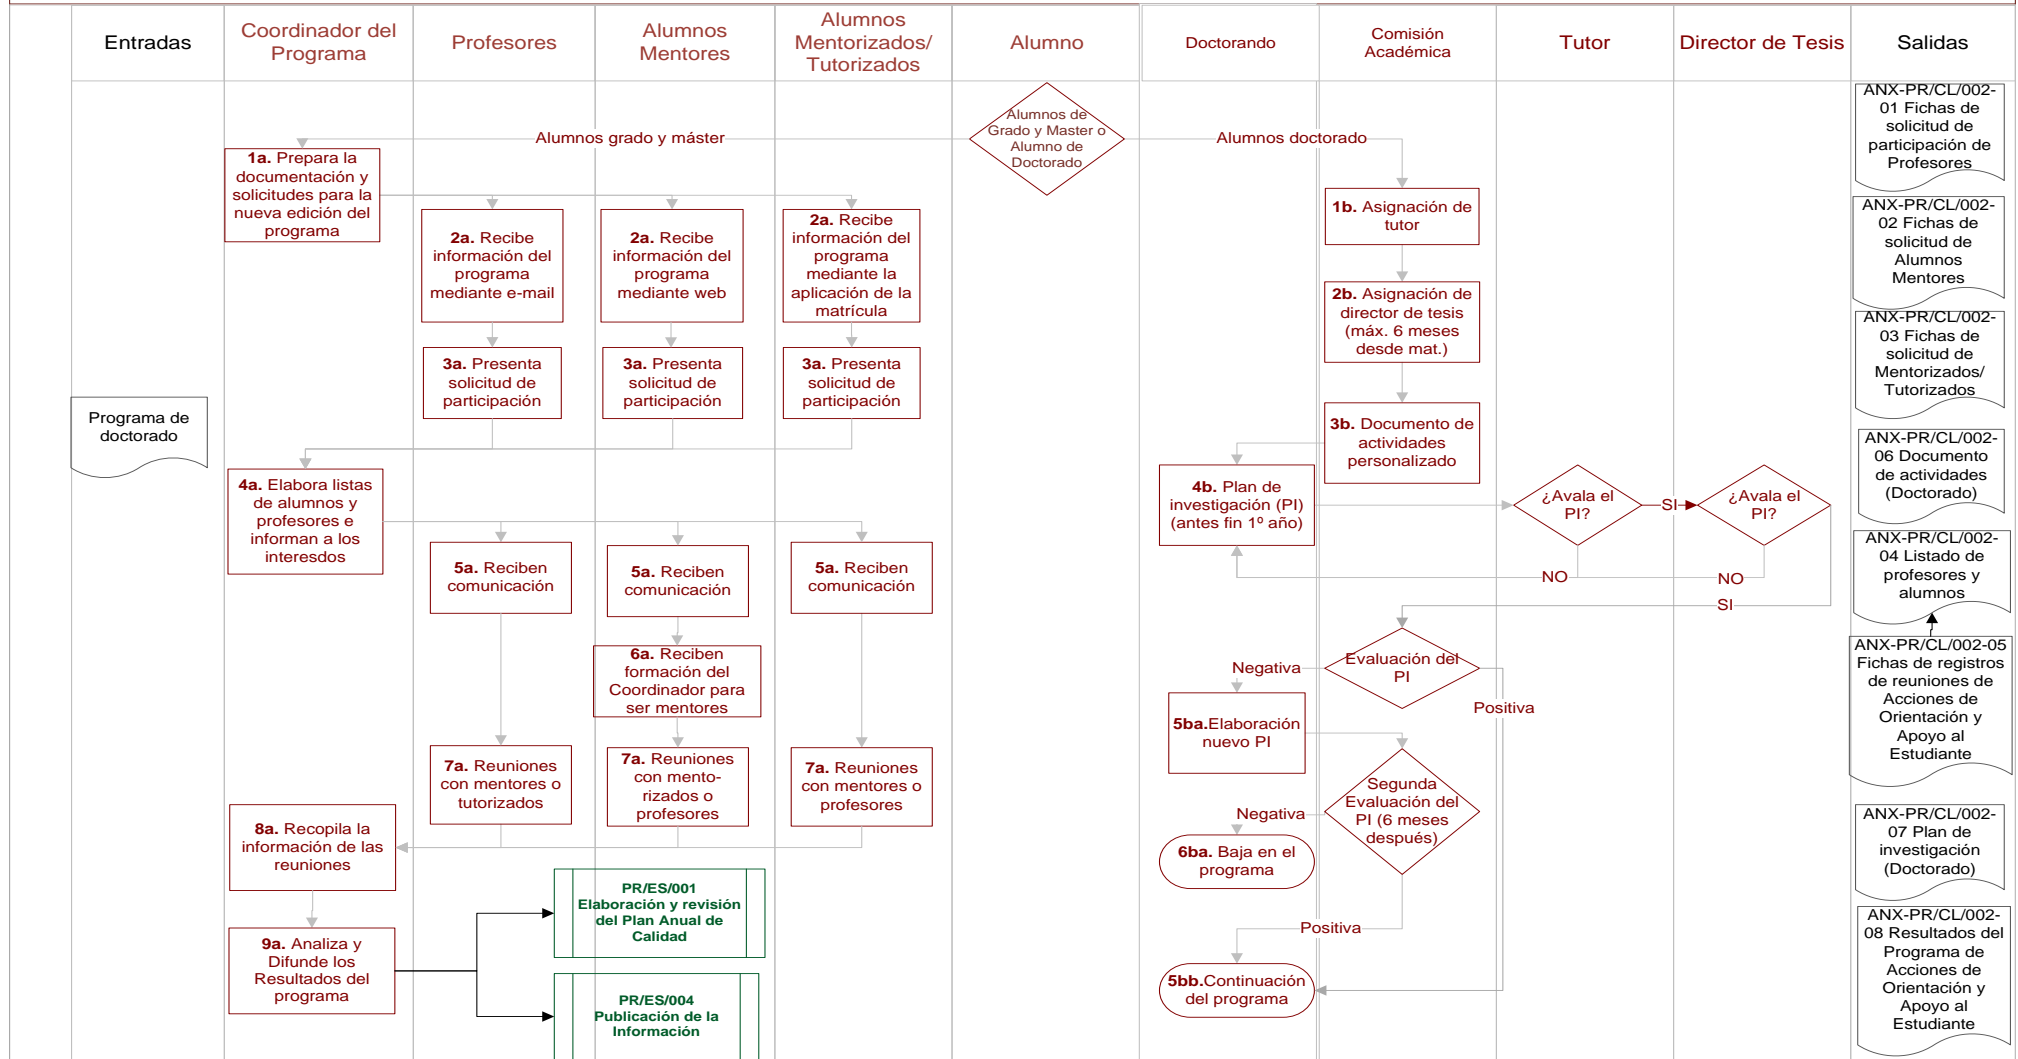 Entradas
Coordinador del
Programa
Profesores
Alumnos
Mentores
Alumnos
Mentorizados/
Tutorizados
Alumno
Doctorando
Comisión
Académica
Tutor
Director de Tesis
Salidas
Alumnos de
Grado y Master o
Alumno de
Doctorado
Alumnos grado y máster
Alumnos doctorado
1a. Prepara la
documentación y
solicitudes para la
nueva edición del
programa
2a. Recibe
información del
programa
mediante e-mail
2a. Recibe
información del
programa
mediante web
2a. Recibe
información del
programa
mediante la
aplicación de la
matrícula
3a. Presenta
solicitud de
participación
3a. Presenta
solicitud de
participación
3a. Presenta
solicitud de
participación
Programa de
doctorado
4a. Elabora listas
de alumnos y
profesores e
informan a los
interesdos
5a. Reciben
comunicación
5a. Reciben
comunicación
5a. Reciben
comunicación
6a. Reciben
formación del
Coordinador para
ser mentores
7a. Reuniones
con mentores o
tutorizados
7a. Reuniones
con mento-
rizados o
profesores
7a. Reuniones
con mentores o
profesores
8a. Recopila la
información de las
reuniones
9a. Analiza y
Difunde los
Resultados del
programa
PR/ES/001
Elaboración y revisión
del Plan Anual de
Calidad
PR/ES/004
Publicación de la
Información
1b. Asignación de
tutor
2b. Asignación de
director de tesis
(máx. 6 meses
desde mat.)
3b. Documento de
actividades
personalizado
4b. Plan de
investigación (PI)
(antes fin 1º año)
¿Avala el
PI?
SI
¿Avala el
PI?
NO
NO
SI
Evaluación del
PI
Negativa
Positiva
5ba.Elaboración
nuevo PI
Segunda
Evaluación del
PI (6 meses
después)
Negativa
6ba. Baja en el
programa
Positiva
5bb.Continuación
del programa
ANX-PR/CL/002-
01 Fichas de
solicitud de
participación de
Profesores
ANX-PR/CL/002-
02 Fichas de
solicitud de
Alumnos
Mentores
ANX-PR/CL/002-
03 Fichas de
solicitud de
Mentorizados/
Tutorizados
ANX-PR/CL/002-
06 Documento
de actividades
(Doctorado)
ANX-PR/CL/002-
04 Listado de
profesores y
alumnos
ANX-PR/CL/002-05
Fichas de registros
de reuniones de
Acciones de
Orientación y
Apoyo al
Estudiante
ANX-PR/CL/002-
07 Plan de
investigación
(Doctorado)
ANX-PR/CL/002-
08 Resultados del
Programa de
Acciones de
Orientación y
Apoyo al
Estudiante